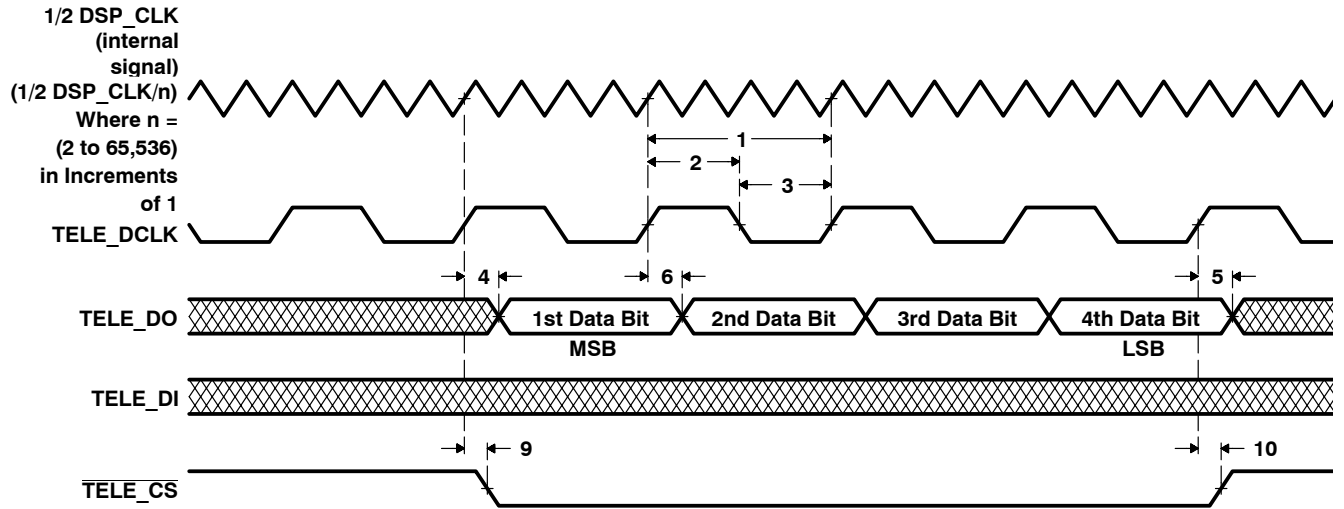 1/2 DSP_CLK
(internal
signal)
(1/2 DSP_CLK/n)
Where n =
(2 to 65,536)
in Increments
of 1
1
2
3
TELE_DCLK
4
6
5
TELE_DO
1st Data Bit
2nd Data Bit
3rd Data Bit
4th Data Bit
MSB
LSB
TELE_DI
9
10
TELE_CS